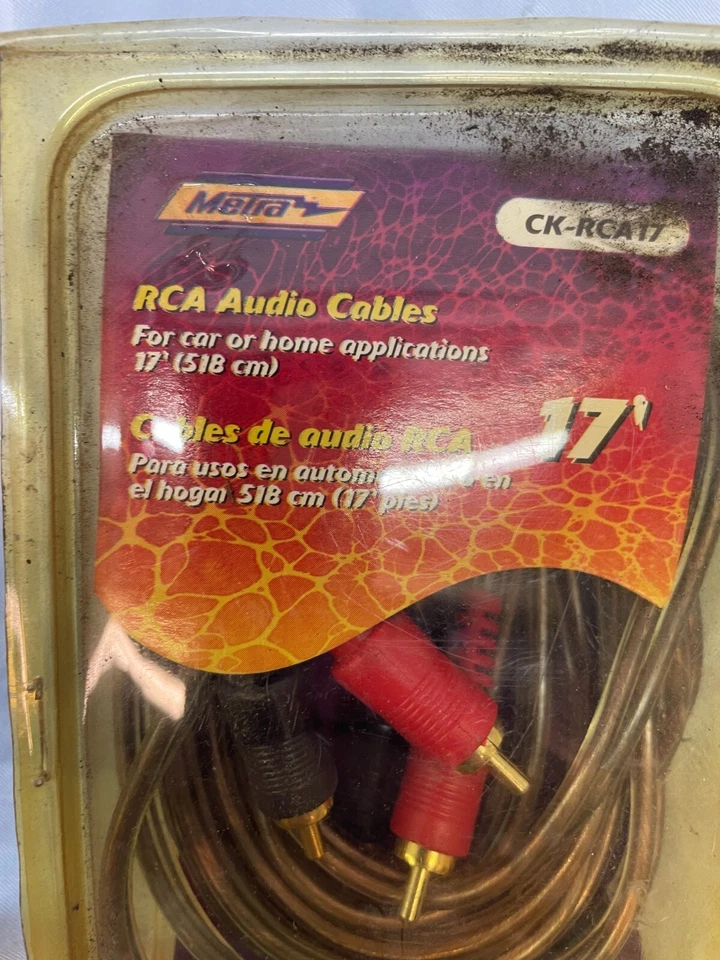 Metra
CK-RCA17
RCA Audio Cables
For car or home applications
17' (518 cm)
17'
Cables de audio RCA
Para usos en en
el hogar 518 cm (17' pies)